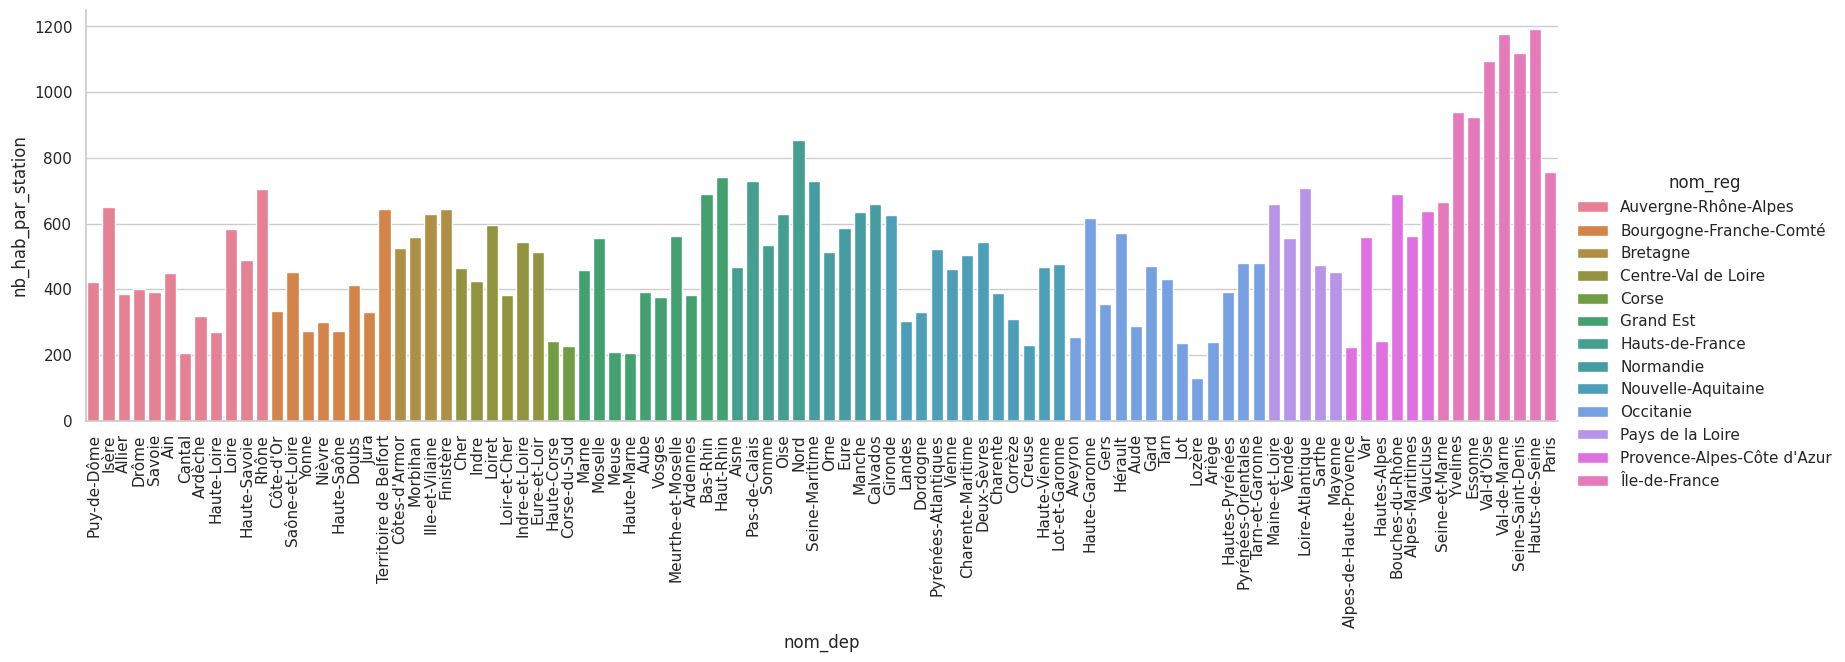 1200
1000
800
600
400
200
0
nb_hab_par_station
Puy-de-Dôme
Isère
Allier
Drôme
Savoie
Ain
Cantal
Ardèche
Haute-Loire
Loire
Haute-Savoie
Rhône
Côte-d'Or
Saône-et-Loire
Yonne
Nièvre
Haute-Saône
Doubs
Jura
Territoire de Belfort
Côtes-d'Armor
Morbihan
Ille-et-Vilaine
Finistère
Cher
Indre
Loiret
Loir-et-Cher
Indre-et-Loire
Eure-et-Loir
Haute-Corse
Corse-du-Sud
Marne
Moselle
Meuse
Haute-Marne
Aube
Vosges
Meurthe-et-Moselle
Ardennes
Bas-Rhin
Haut-Rhin
Aisne
Pas-de-Calais
Somme
Oise
Nord
Seine-Maritime
Orne
Eure
Manche
Calvados
Gironde
Landes
Dordogne
Pyrénées-Atlantiques
Vienne
Charente-Maritime
Deux-Sèvres
Charente
Corrèze
Creuse
Haute-Vienne
Lot-et-Garonne
Aveyron
Haute-Garonne
Gers
Hérault
Aude
Gard
Tarn
Lot
Lozère
Ariège
Hautes-Pyrénées
Pyrénées-Orientales
Tarn-et-Garonne
Maine-et-Loire
Vendée
Loire-Atlantique
Sarthe
Mayenne
Alpes-de-Haute-Provence
Var
Hautes-Alpes
Bouches-du-Rhône
Alpes-Maritimes
Vaucluse
Seine-et-Marne
Yvelines
Essonne
Val-d'Oise
Val-de-Marne
Seine-Saint-Denis
Hauts-de-Seine
Paris
nom_dep
nom_reg
Auvergne-Rhône-Alpes
Bourgogne-Franche-Comté
Bretagne
Centre-Val de Loire
Corse
Grand Est
Hauts-de-France
Normandie
Nouvelle-Aquitaine
Occitanie
Pays de la Loire
Provence-Alpes-Côte d'Azur
Île-de-France